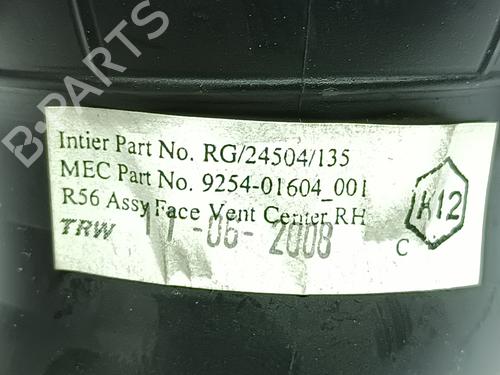 B-PARTS
Intier Part No. RG/24504/135
MEC Part No. 9254-01604_001
R56 Assy Face Vent Center RH
TRW 11-06-2008
C
K12